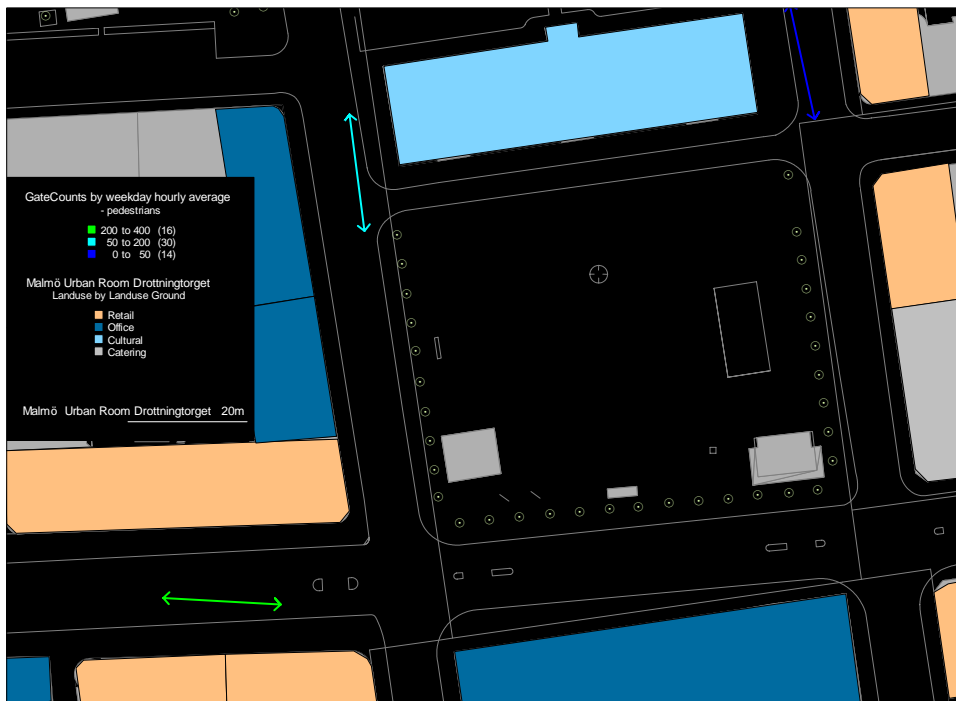 GateCounts by weekday hourly average
- pedestrians
200 to 400 (16)
50 to 200 (30)
0 to 50 (14)
Malmö Urban Room Drottningtorget
Landuse by Landuse Ground
Retail
Office
Cultural
Catering
Malmö Urban Room Drottningtorget 20m